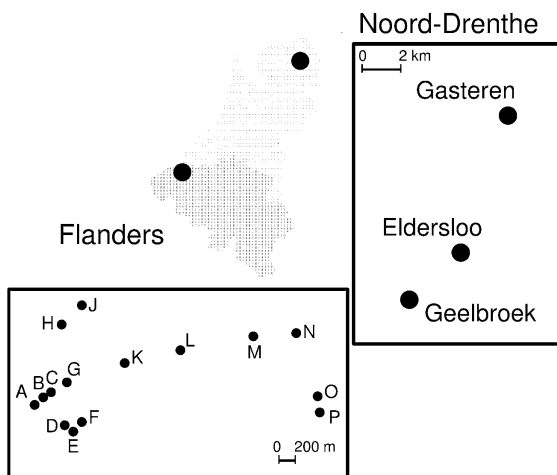 Noord-Drenthe
0 2 km
Gasteren
Eldersloo
Geelbroek
Flanders
J
H
N
M
L
K
G
C
B
A
O
P
F
D
E
0 200 m